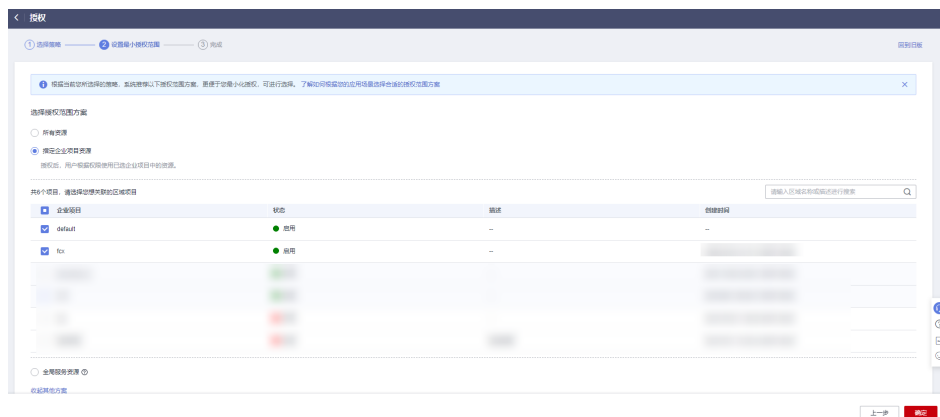 授权
1 选择策略 2 设置最小授权范围 3 完成 回到旧版
根据当前您所选择的策略，系统推荐以下授权范围方案，更便于您最小化授权，可进行选择。了解如何根据您的应用场景选择合适的授权范围方案
选择授权范围方案
所有资源
指定企业项目资源
授权后，用户根据权限使用已选企业项目中的资源。
共6个项目，请选择您想关联的区域项目 请输入区域名称或描述进行搜索
企业项目 状态 描述 创建时间
default 启用 -- --
fcx 启用 --
全局服务资源
收起其他方案
上一步 确定